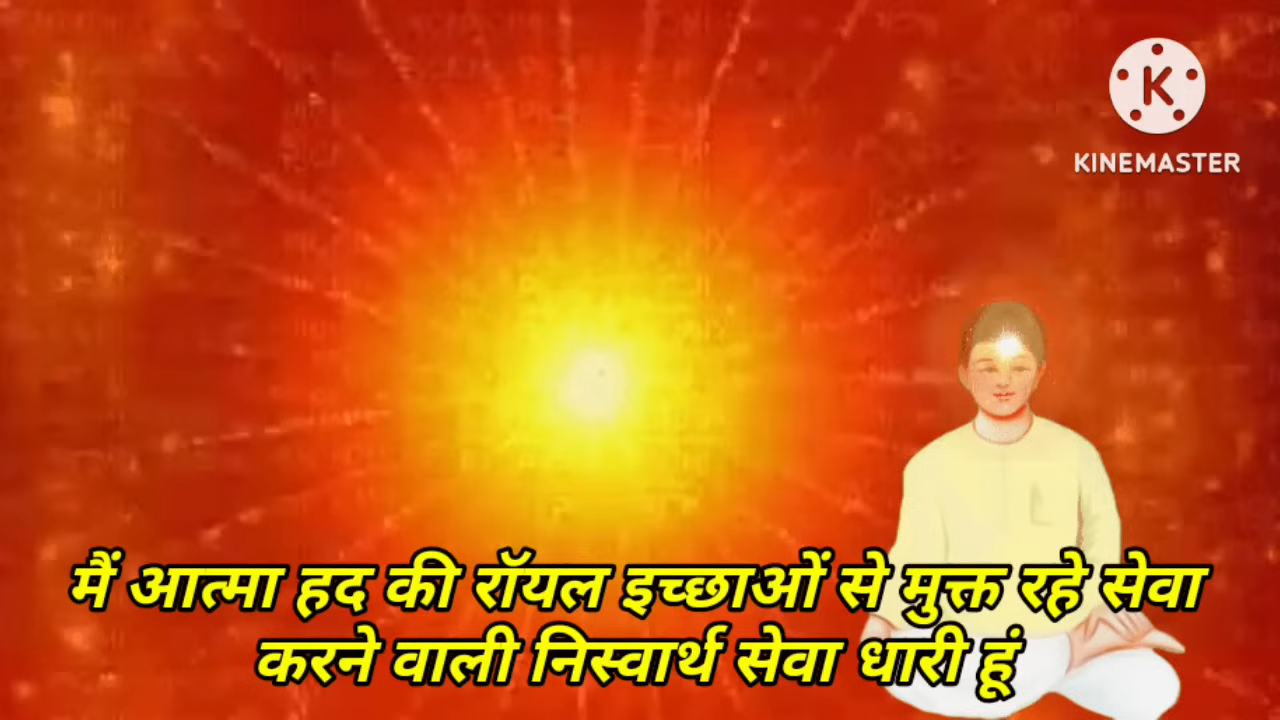 K
KINEMASTER
मैं आत्मा हद की रॉयल इच्छाओं से मुक्त रहे सेवा
करने वाली निस्वार्थ सेवा धारी हूं